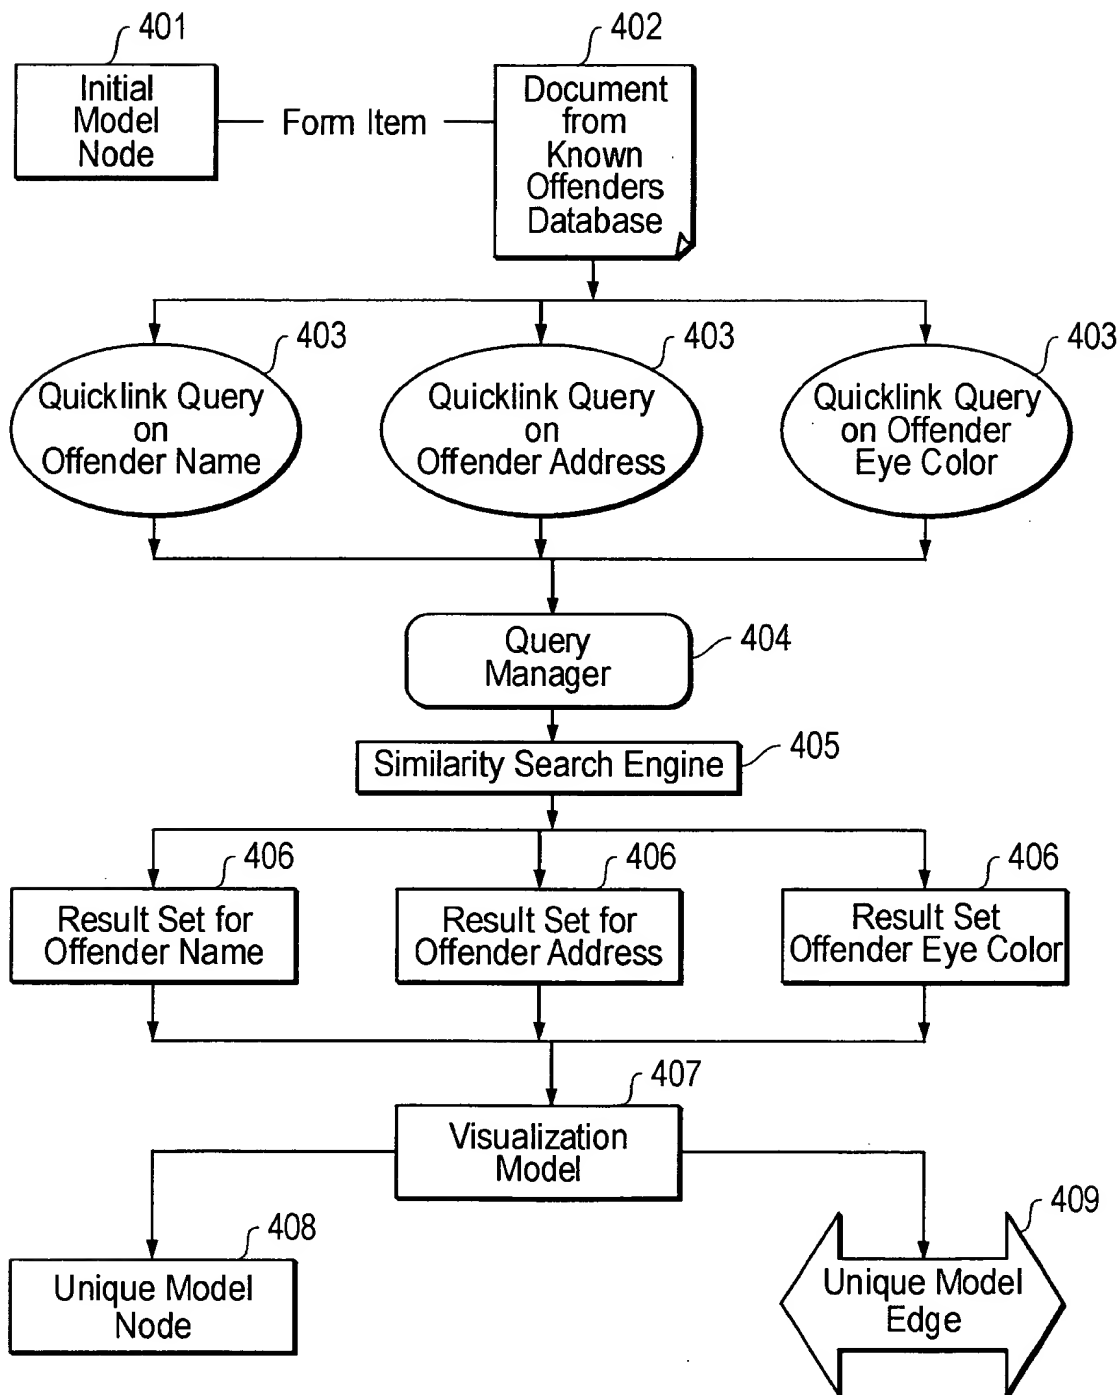 401
402
Initial
Model
Node
Form Item
Document
from
Known
Offenders
Database
403
403
403
Quicklink Query
on
Offender Name
Quicklink Query
on
Offender Address
Quicklink Query
on Offender
Eye Color
Query
Manager
404
Similarity Search Engine
405
406
406
406
Result Set for
Offender Name
Result Set for
Offender Address
Result Set
Offender Eye Color
407
Visualization
Model
408
409
Unique Model
Node
Unique Model
Edge